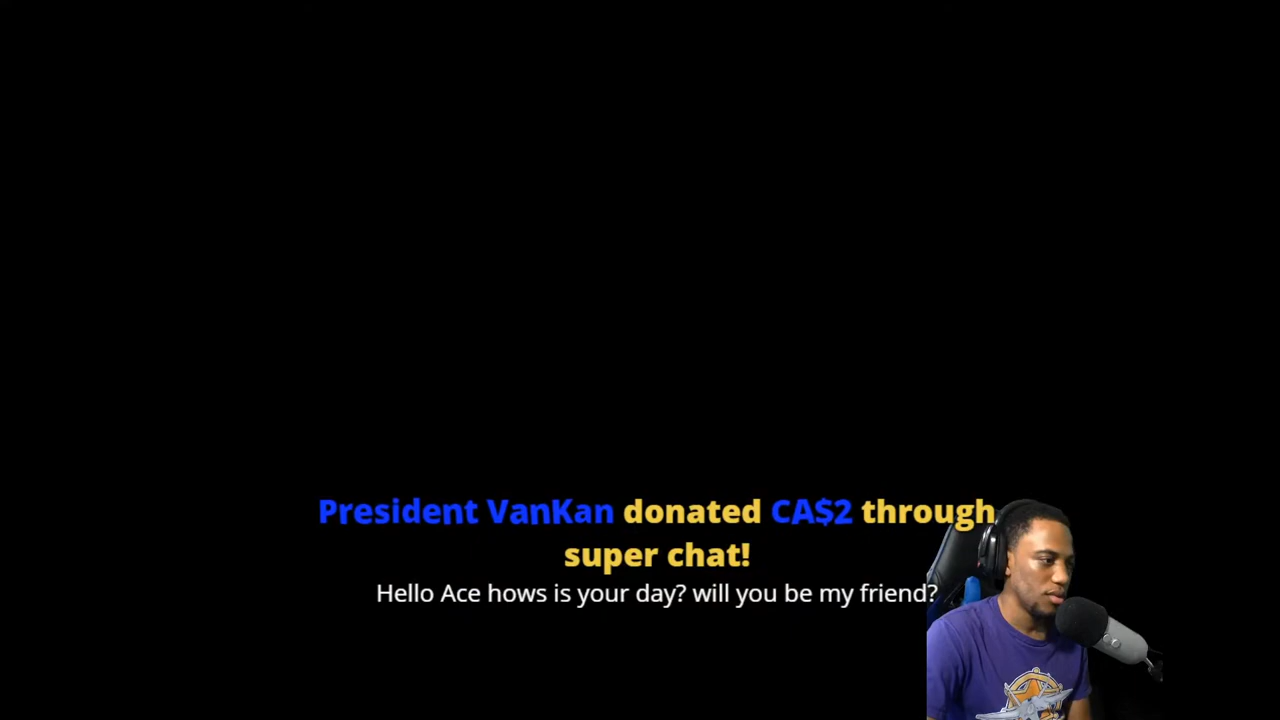 President VanKan donated CA$2 through
super chat!
Hello Ace hows is your day? will you be my friend?